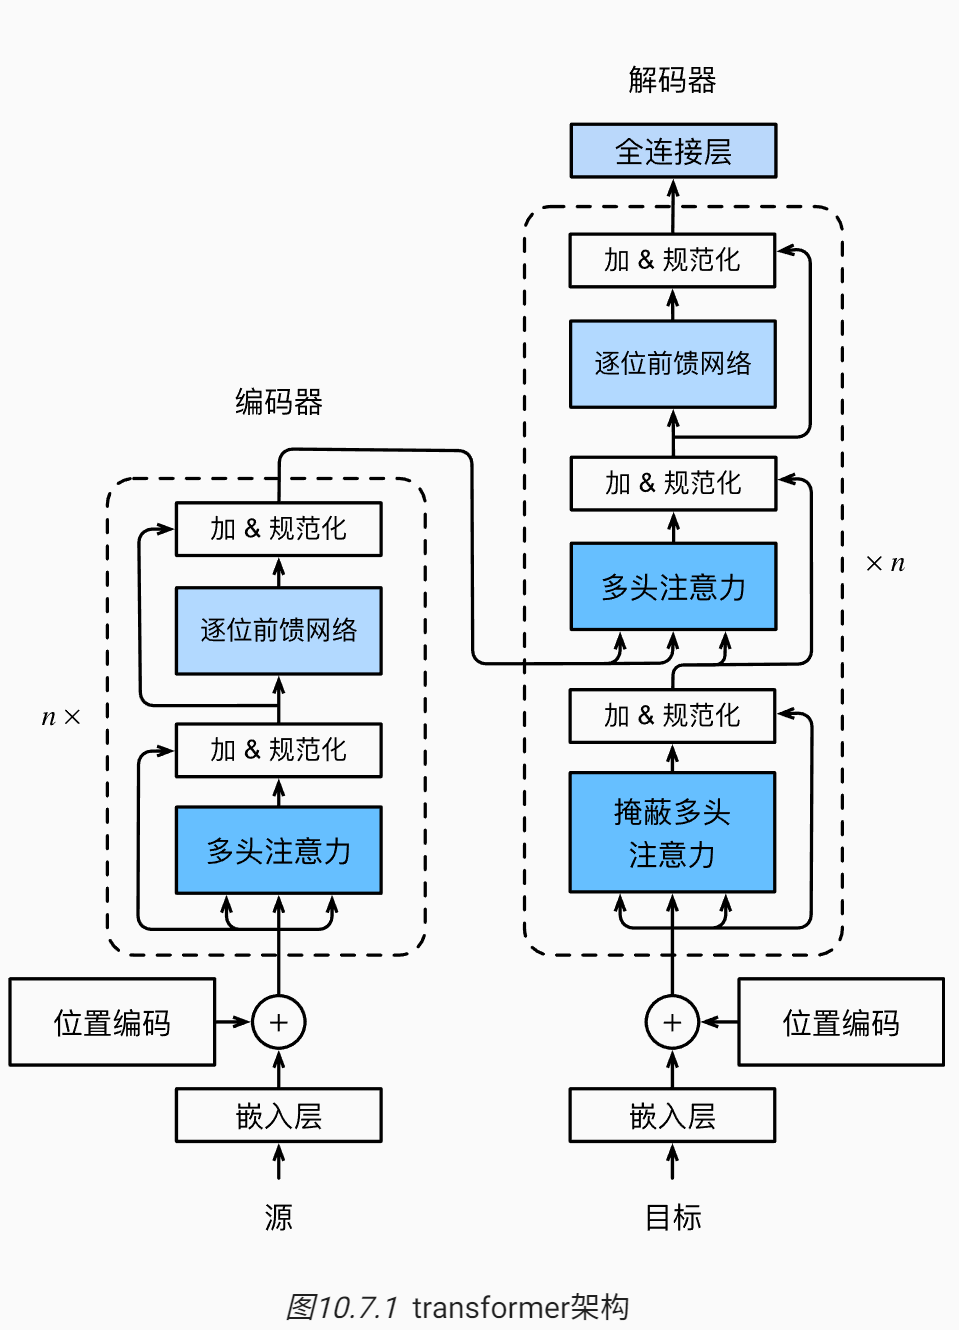 解码器
全连接层
加 & 规范化
逐位前馈网络
加 & 规范化
多头注意力
加 & 规范化
掩蔽多头
注意力
× n
位置编码
嵌入层
目标
编码器
加 & 规范化
逐位前馈网络
加 & 规范化
多头注意力
n ×
位置编码
嵌入层
源
图10.7.1 transformer架构